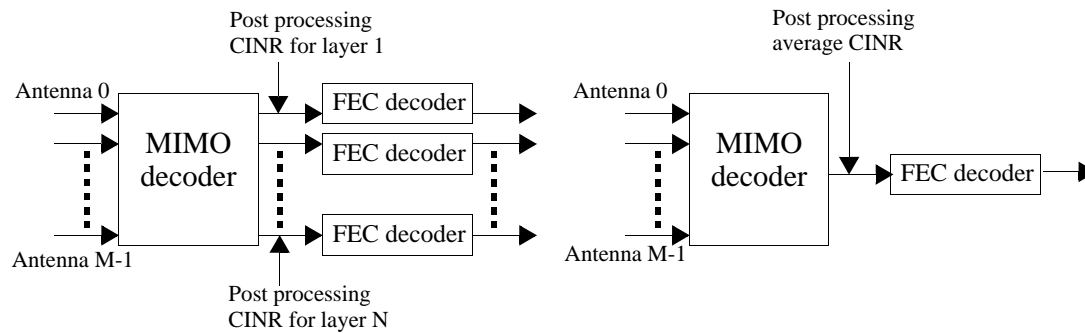 Post processing
CINR for layer 1
Antenna 0
MIMO
decoder
FEC decoder
FEC decoder
FEC decoder
Antenna M-1
Post processing
CINR for layer N
Post processing
average CINR
Antenna 0
MIMO
decoder
FEC decoder
Antenna M-1